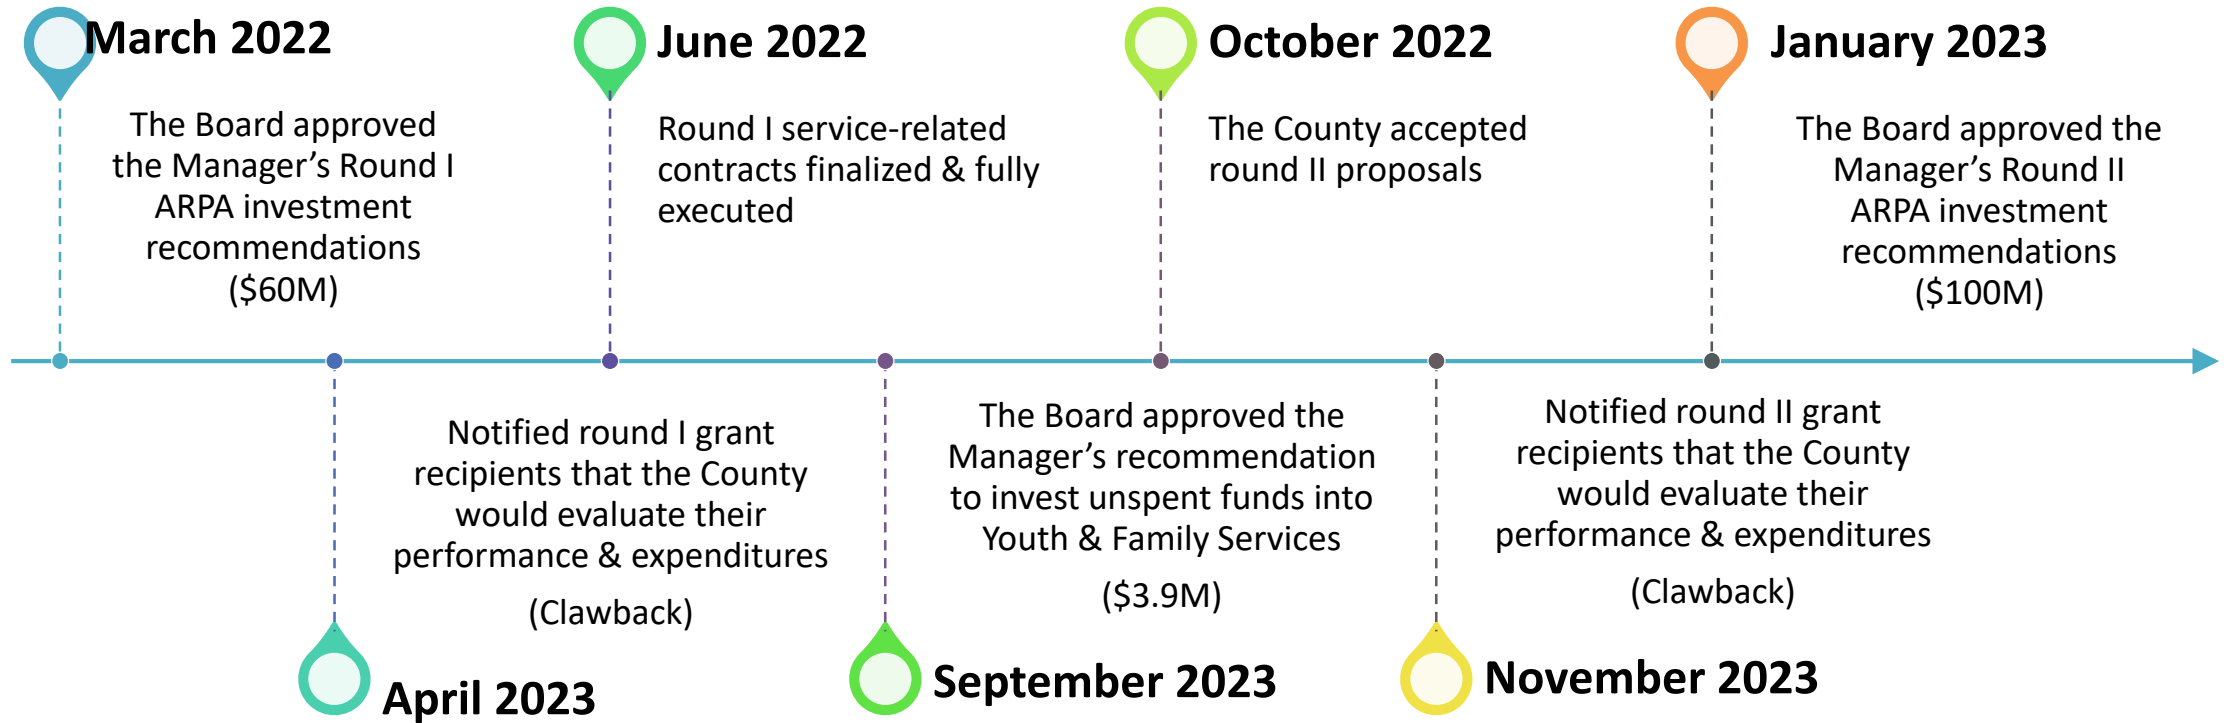 March 2022
The Board approved
the Manager’s Round I
ARPA investment
recommendations
($60M)
June 2022
Round I service-related
contracts finalized & fully
executed
October 2022
The County accepted
round II proposals
January 2023
The Board approved the
Manager’s Round II
ARPA investment
recommendations
($100M)
Notified round I grant
recipients that the County
would evaluate their
performance & expenditures
(Clawback)
April 2023
The Board approved the
Manager’s recommendation
to invest unspent funds into
Youth & Family Services
($3.9M)
September 2023
Notified round II grant
recipients that the County
would evaluate their
performance & expenditures
(Clawback)
November 2023